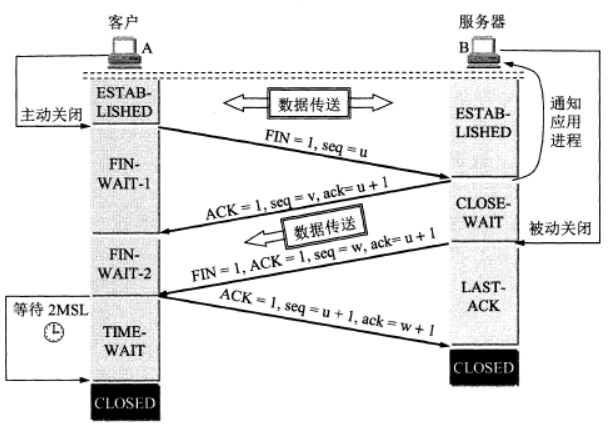 客户
服务器
A
B
ESTAB-
LISHED
数据传送
主动关闭
ESTAB-
LISHED
通知
应用
进程
FIN = 1, seq = u
FIN-
WAIT-1
ACK = 1, seq = v, ack= u + 1
CLOSE-
WAIT
数据传送
被动关闭
FIN-
WAIT-2
FIN = 1, ACK = 1, seq = w, ack= u + 1
等待 2MSL
ACK = 1, seq = u + 1, ack = w + 1
LAST-
ACK
TIME-
WAIT
CLOSED
CLOSED